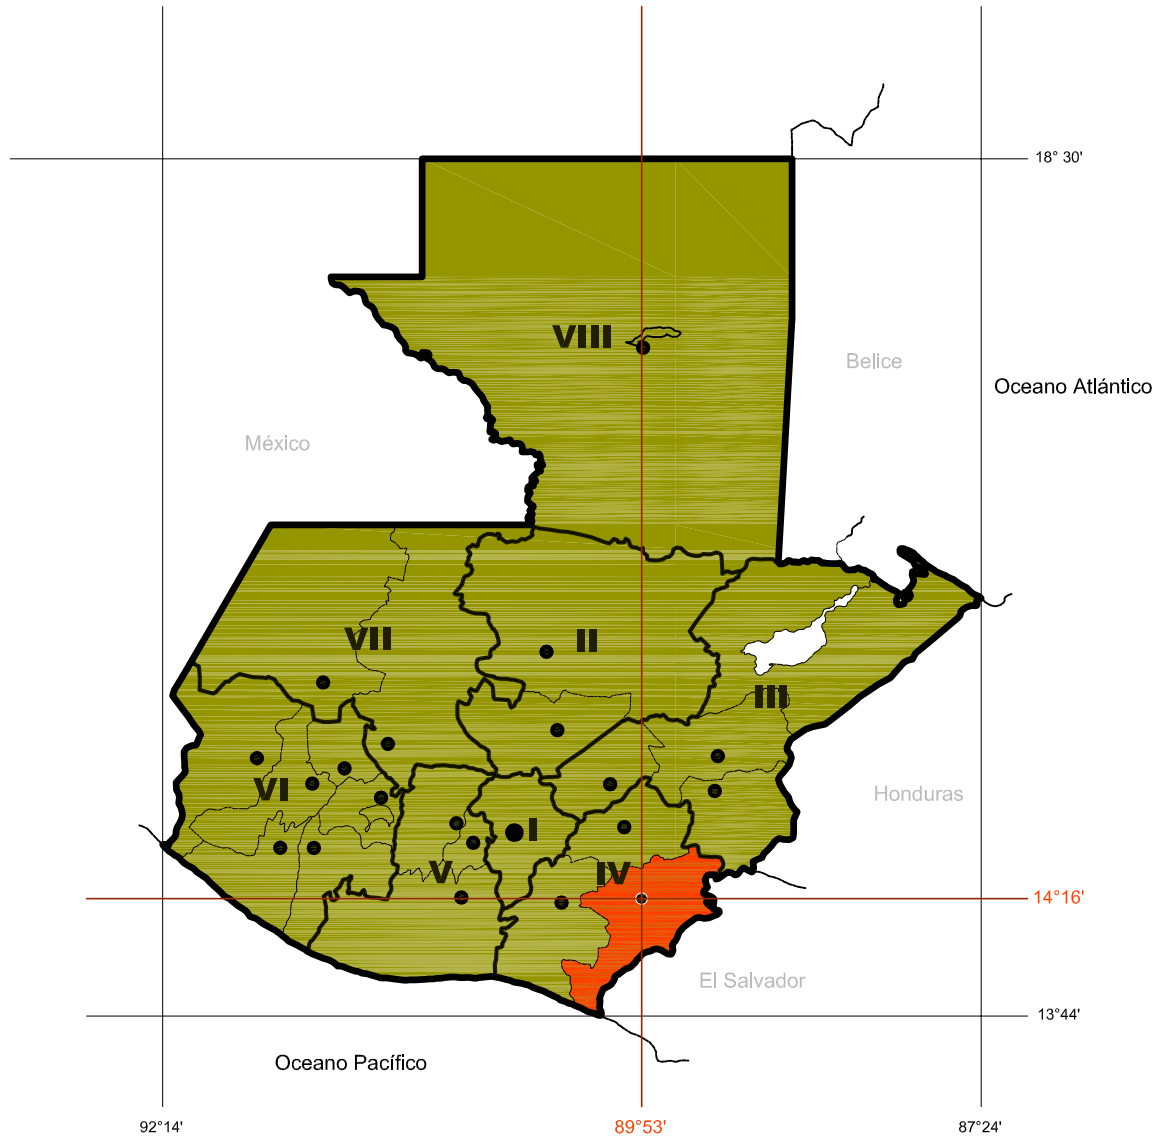 18° 30'
VIII
Belice
Oceano Atlántico
México
VII
II
III
VI
Honduras
I
V
IV
14°16'
El Salvador
13°44'
Oceano Pacífico
92°14'
89°53'
87°24'